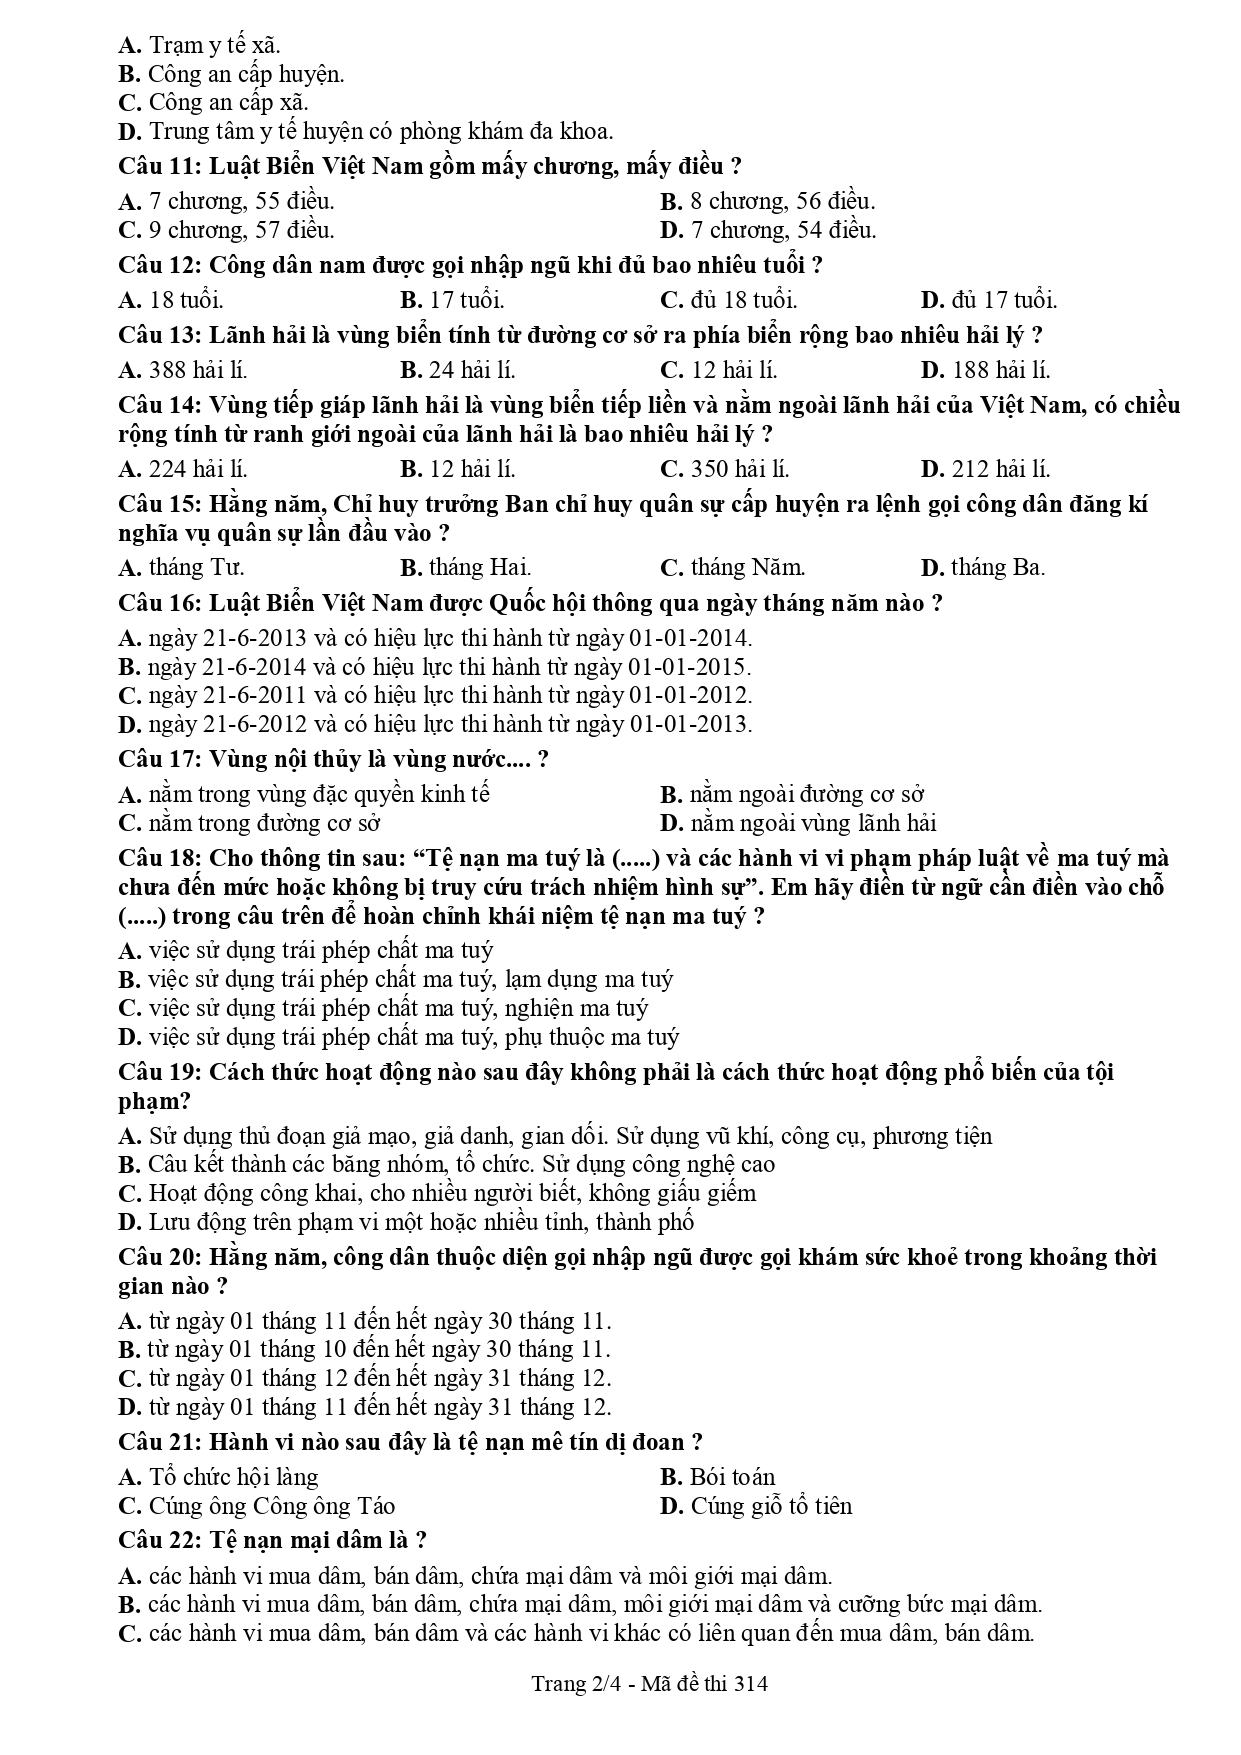 A. Trạm y tế xã.
B. Công an cấp huyện.
C. Công an cấp xã.
D. Trung tâm y tế huyện có phòng khám đa khoa.
Câu 11: Luật Biển Việt Nam gồm mấy chương, mấy điều ?
A. 7 chương, 55 điều. B. 8 chương, 56 điều.
C. 9 chương, 57 điều. D. 7 chương, 54 điều.
Câu 12: Công dân nam được gọi nhập ngũ khi đủ bao nhiêu tuổi ?
A. 18 tuổi. B. 17 tuổi. C. đủ 18 tuổi. D. đủ 17 tuổi.
Câu 13: Lãnh hải là vùng biển tính từ đường cơ sở ra phía biển rộng bao nhiêu hải lý ?
A. 388 hải lí. B. 24 hải lí. C. 12 hải lí. D. 188 hải lí.
Câu 14: Vùng tiếp giáp lãnh hải là vùng biển tiếp liền và nằm ngoài lãnh hải của Việt Nam, có chiều
rộng tính từ ranh giới ngoài của lãnh hải là bao nhiêu hải lý ?
A. 224 hải lí. B. 12 hải lí. C. 350 hải lí. D. 212 hải lí.
Câu 15: Hằng năm, Chỉ huy trưởng Ban chỉ huy quân sự cấp huyện ra lệnh gọi công dân đăng kí
nghĩa vụ quân sự lần đầu vào ?
A. tháng Tư. B. tháng Hai. C. tháng Năm. D. tháng Ba.
Câu 16: Luật Biển Việt Nam được Quốc hội thông qua ngày tháng năm nào ?
A. ngày 21-6-2013 và có hiệu lực thi hành từ ngày 01-01-2014.
B. ngày 21-6-2014 và có hiệu lực thi hành từ ngày 01-01-2015.
C. ngày 21-6-2011 và có hiệu lực thi hành từ ngày 01-01-2012.
D. ngày 21-6-2012 và có hiệu lực thi hành từ ngày 01-01-2013.
Câu 17: Vùng nội thủy là vùng nước.... ?
A. nằm trong vùng đặc quyền kinh tế B. nằm ngoài đường cơ sở
C. nằm trong đường cơ sở D. nằm ngoài vùng lãnh hải
Câu 18: Cho thông tin sau: “Tệ nạn ma tuý là (.....) và các hành vi vi phạm pháp luật về ma tuý mà
chưa đến mức hoặc không bị truy cứu trách nhiệm hình sự”. Em hãy điền từ ngữ cần điền vào chỗ
(.....) trong câu trên để hoàn chỉnh khái niệm tệ nạn ma tuý ?
A. việc sử dụng trái phép chất ma tuý
B. việc sử dụng trái phép chất ma tuý, lạm dụng ma tuý
C. việc sử dụng trái phép chất ma tuý, nghiện ma tuý
D. việc sử dụng trái phép chất ma tuý, phụ thuộc ma tuý
Câu 19: Cách thức hoạt động nào sau đây không phải là cách thức hoạt động phổ biến của tội
phạm?
A. Sử dụng thủ đoạn giả mạo, giả danh, gian dối. Sử dụng vũ khí, công cụ, phương tiện
B. Câu kết thành các băng nhóm, tổ chức. Sử dụng công nghệ cao
C. Hoạt động công khai, cho nhiều người biết, không giấu giếm
D. Lưu động trên phạm vi một hoặc nhiều tỉnh, thành phố
Câu 20: Hằng năm, công dân thuộc diện gọi nhập ngũ được gọi khám sức khoẻ trong khoảng thời
gian nào ?
A. từ ngày 01 tháng 11 đến hết ngày 30 tháng 11.
B. từ ngày 01 tháng 10 đến hết ngày 30 tháng 11.
C. từ ngày 01 tháng 12 đến hết ngày 31 tháng 12.
D. từ ngày 01 tháng 11 đến hết ngày 31 tháng 12.
Câu 21: Hành vi nào sau đây là tệ nạn mê tín dị đoan ?
A. Tổ chức hội làng B. Bói toán
C. Cúng ông Công ông Táo D. Cúng giỗ tổ tiên
Câu 22: Tệ nạn mại dâm là ?
A. các hành vi mua dâm, bán dâm, chứa mại dâm và môi giới mại dâm.
B. các hành vi mua dâm, bán dâm, chứa mại dâm, môi giới mại dâm và cưỡng bức mại dâm.
C. các hành vi mua dâm, bán dâm và các hành vi khác có liên quan đến mua dâm, bán dâm.
Trang 2/4 - Mã đề thi 314